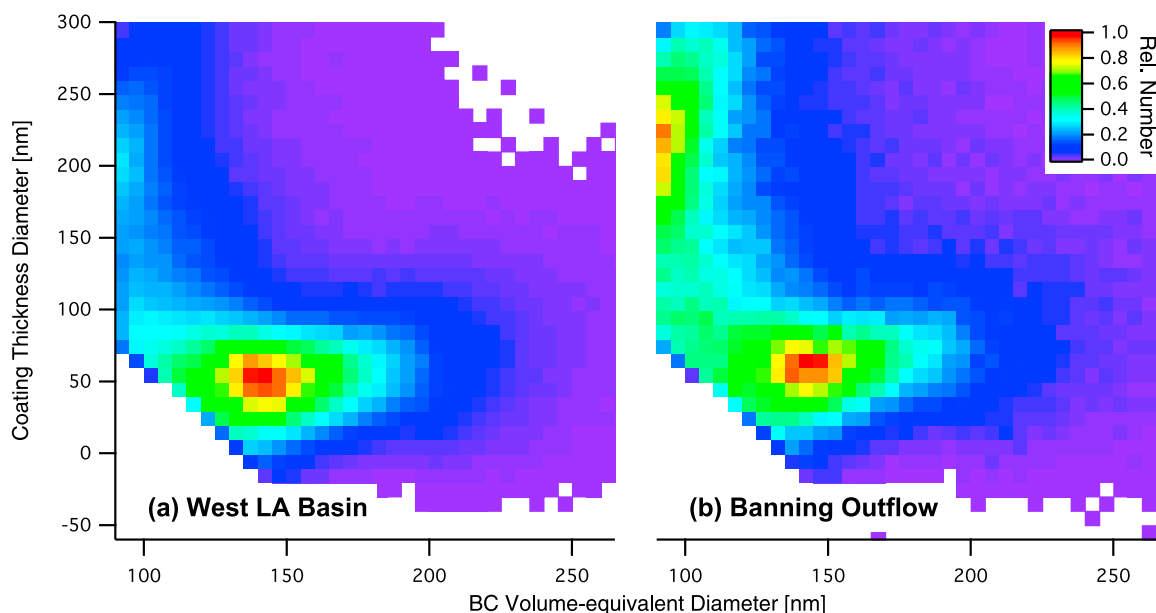 300
250
200
150
100
50
0
-50
Coating Thickness Diameter [nm]
(a) West LA Basin
(b) Banning Outflow
1.0
0.8
0.6
0.4
0.2
0.0
Rel. Number
100 150 200 250
100 150 200 250
BC Volume-equivalent Diameter [nm]